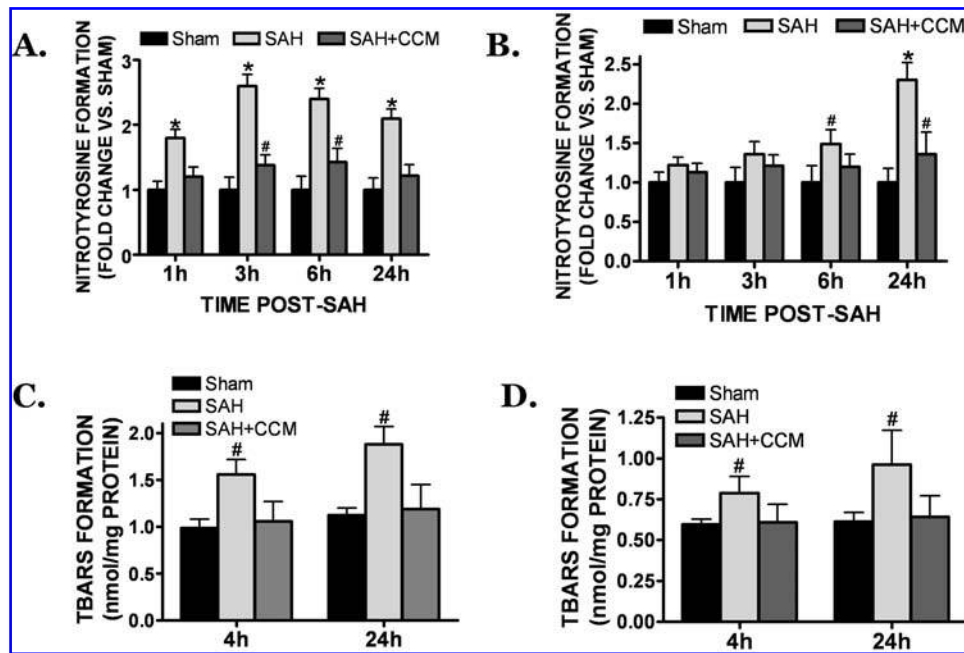 A.
Sham SAH SAH+CCM
NITROTYROSINE FORMATION
(FOLD CHANGE VS. SHAM)
3
2
1
0
* * # * # *
1h 3h 6h 24h
TIME POST-SAH
B.
Sham SAH SAH+CCM
NITROTYROSINE FORMATION
(FOLD CHANGE VS. SHAM)
2.5
2.0
1.5
1.0
0.5
0.0
# * #
1h 3h 6h 24h
TIME POST-SAH
C.
Sham
SAH
SAH+CCM
TBARS FORMATION
(nmol/mg PROTEIN)
2.0
1.5
1.0
0.5
0.0
# #
4h 24h
D.
Sham
SAH
SAH+CCM
TBARS FORMATION
(nmol/mg PROTEIN)
1.25
1.00
0.75
0.50
0.25
0.00
# #
4h 24h